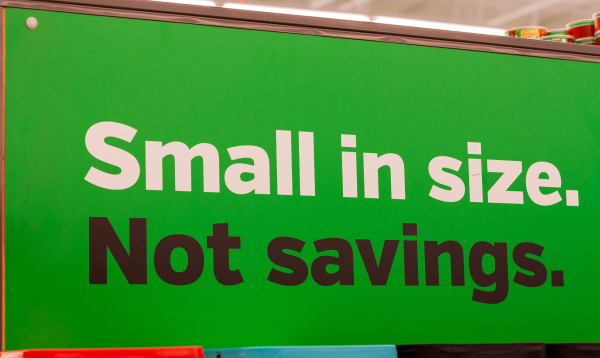 Small in size.
Not savings.